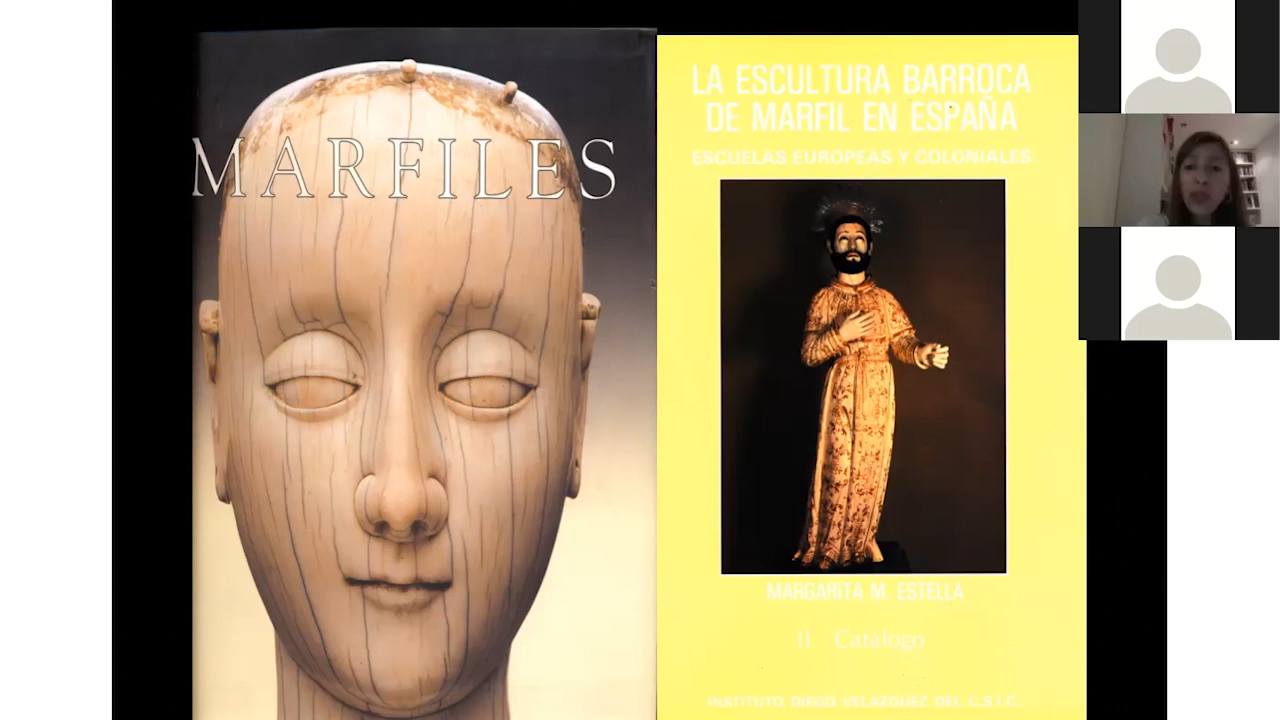 MARFILES
LA ESCULTURA BARROCA
DE MARFIL EN ESPAÑA
ESCUELAS EUROPEAS Y COLONIALES
MARGARITA M. ESTELLA
II. Catálogo
INSTITUTO DIEGO VELAZQUEZ DEL C.S.I.C.